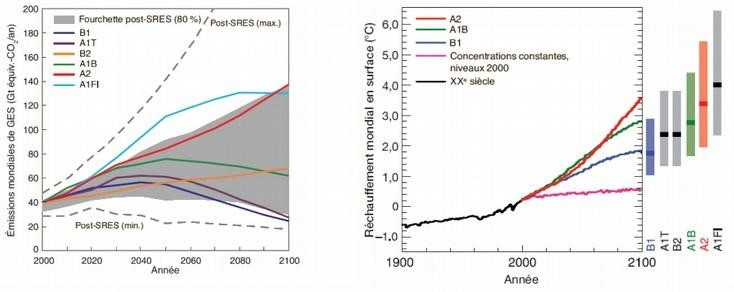 Émissions mondiales de GES (Gt équiv.-CO2/an)
200
180
160
140
120
100
80
60
40
20
0
2000
2020
2040
2060
2080
2100
Année
Fourchette post-SRES (80 %)
B1
A1T
B2
A1B
A2
A1FI
Post-SRES (max.)
Post-SRES (min.)
Réchauffement mondial en surface (°C)
6,0
5,0
4,0
3,0
2,0
1,0
0
–1,0
1900
2000
2100
Année
A2
A1B
B1
Concentrations constantes,
niveaux 2000
XXe siècle
B1
A1T
B2
A1B
A2
A1FI